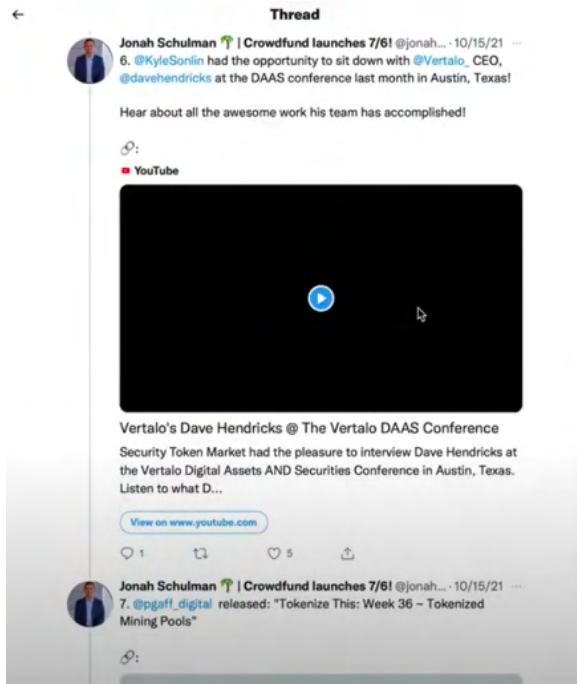 Thread
Jonah Schulman 🌴 | Crowdfund launches 7/6! @jonah... · 10/15/21 ...
6. @KyleSonlin had the opportunity to sit down with @Vertalo_ CEO,
@davehendricks at the DAAS conference last month in Austin, Texas!
Hear about all the awesome work his team has accomplished!
🔗:
YouTube
Vertalo's Dave Hendricks @ The Vertalo DAAS Conference
Security Token Market had the pleasure to interview Dave Hendricks at
the Vertalo Digital Assets AND Securities Conference in Austin, Texas.
Listen to what D...
View on www.youtube.com
1 5
Jonah Schulman 🌴 | Crowdfund launches 7/6! @jonah... · 10/15/21 ...
7. @pgaff_digital released: "Tokenize This: Week 36 – Tokenized
Mining Pools"
🔗: